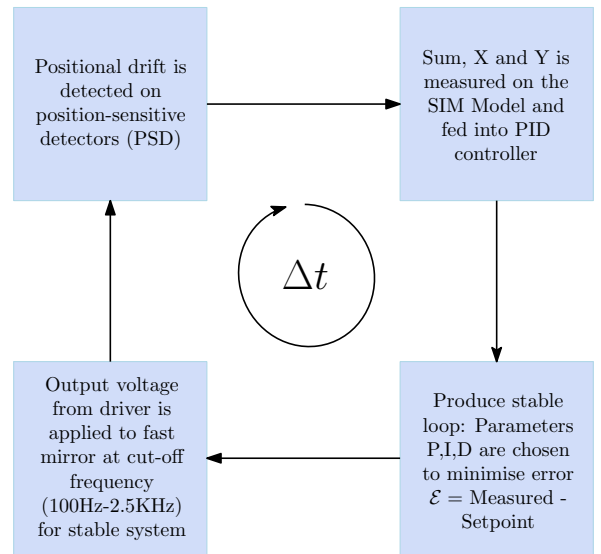 Positional drift is
detected on
position-sensitive
detectors (PSD)
Sum, X and Y is
measured on the
SIM Model and
fed into PID
controller
Δt
Output voltage
from driver is
applied to fast
mirror at cut-off
frequency
(100Hz-2.5KHz)
for stable system
Produce stable
loop: Parameters
P,I,D are chosen
to minimise error
ℰ = Measured -
Setpoint